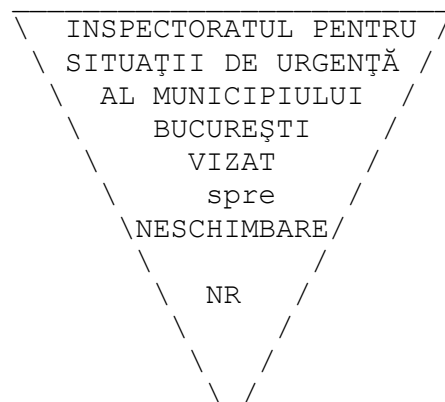 INSPECTORATUL PENTRU
SITUAŢII DE URGENŢĂ
AL MUNICIPIULUI
BUCUREŞTI
VIZAT
spre
NESCHIMBARE
NR